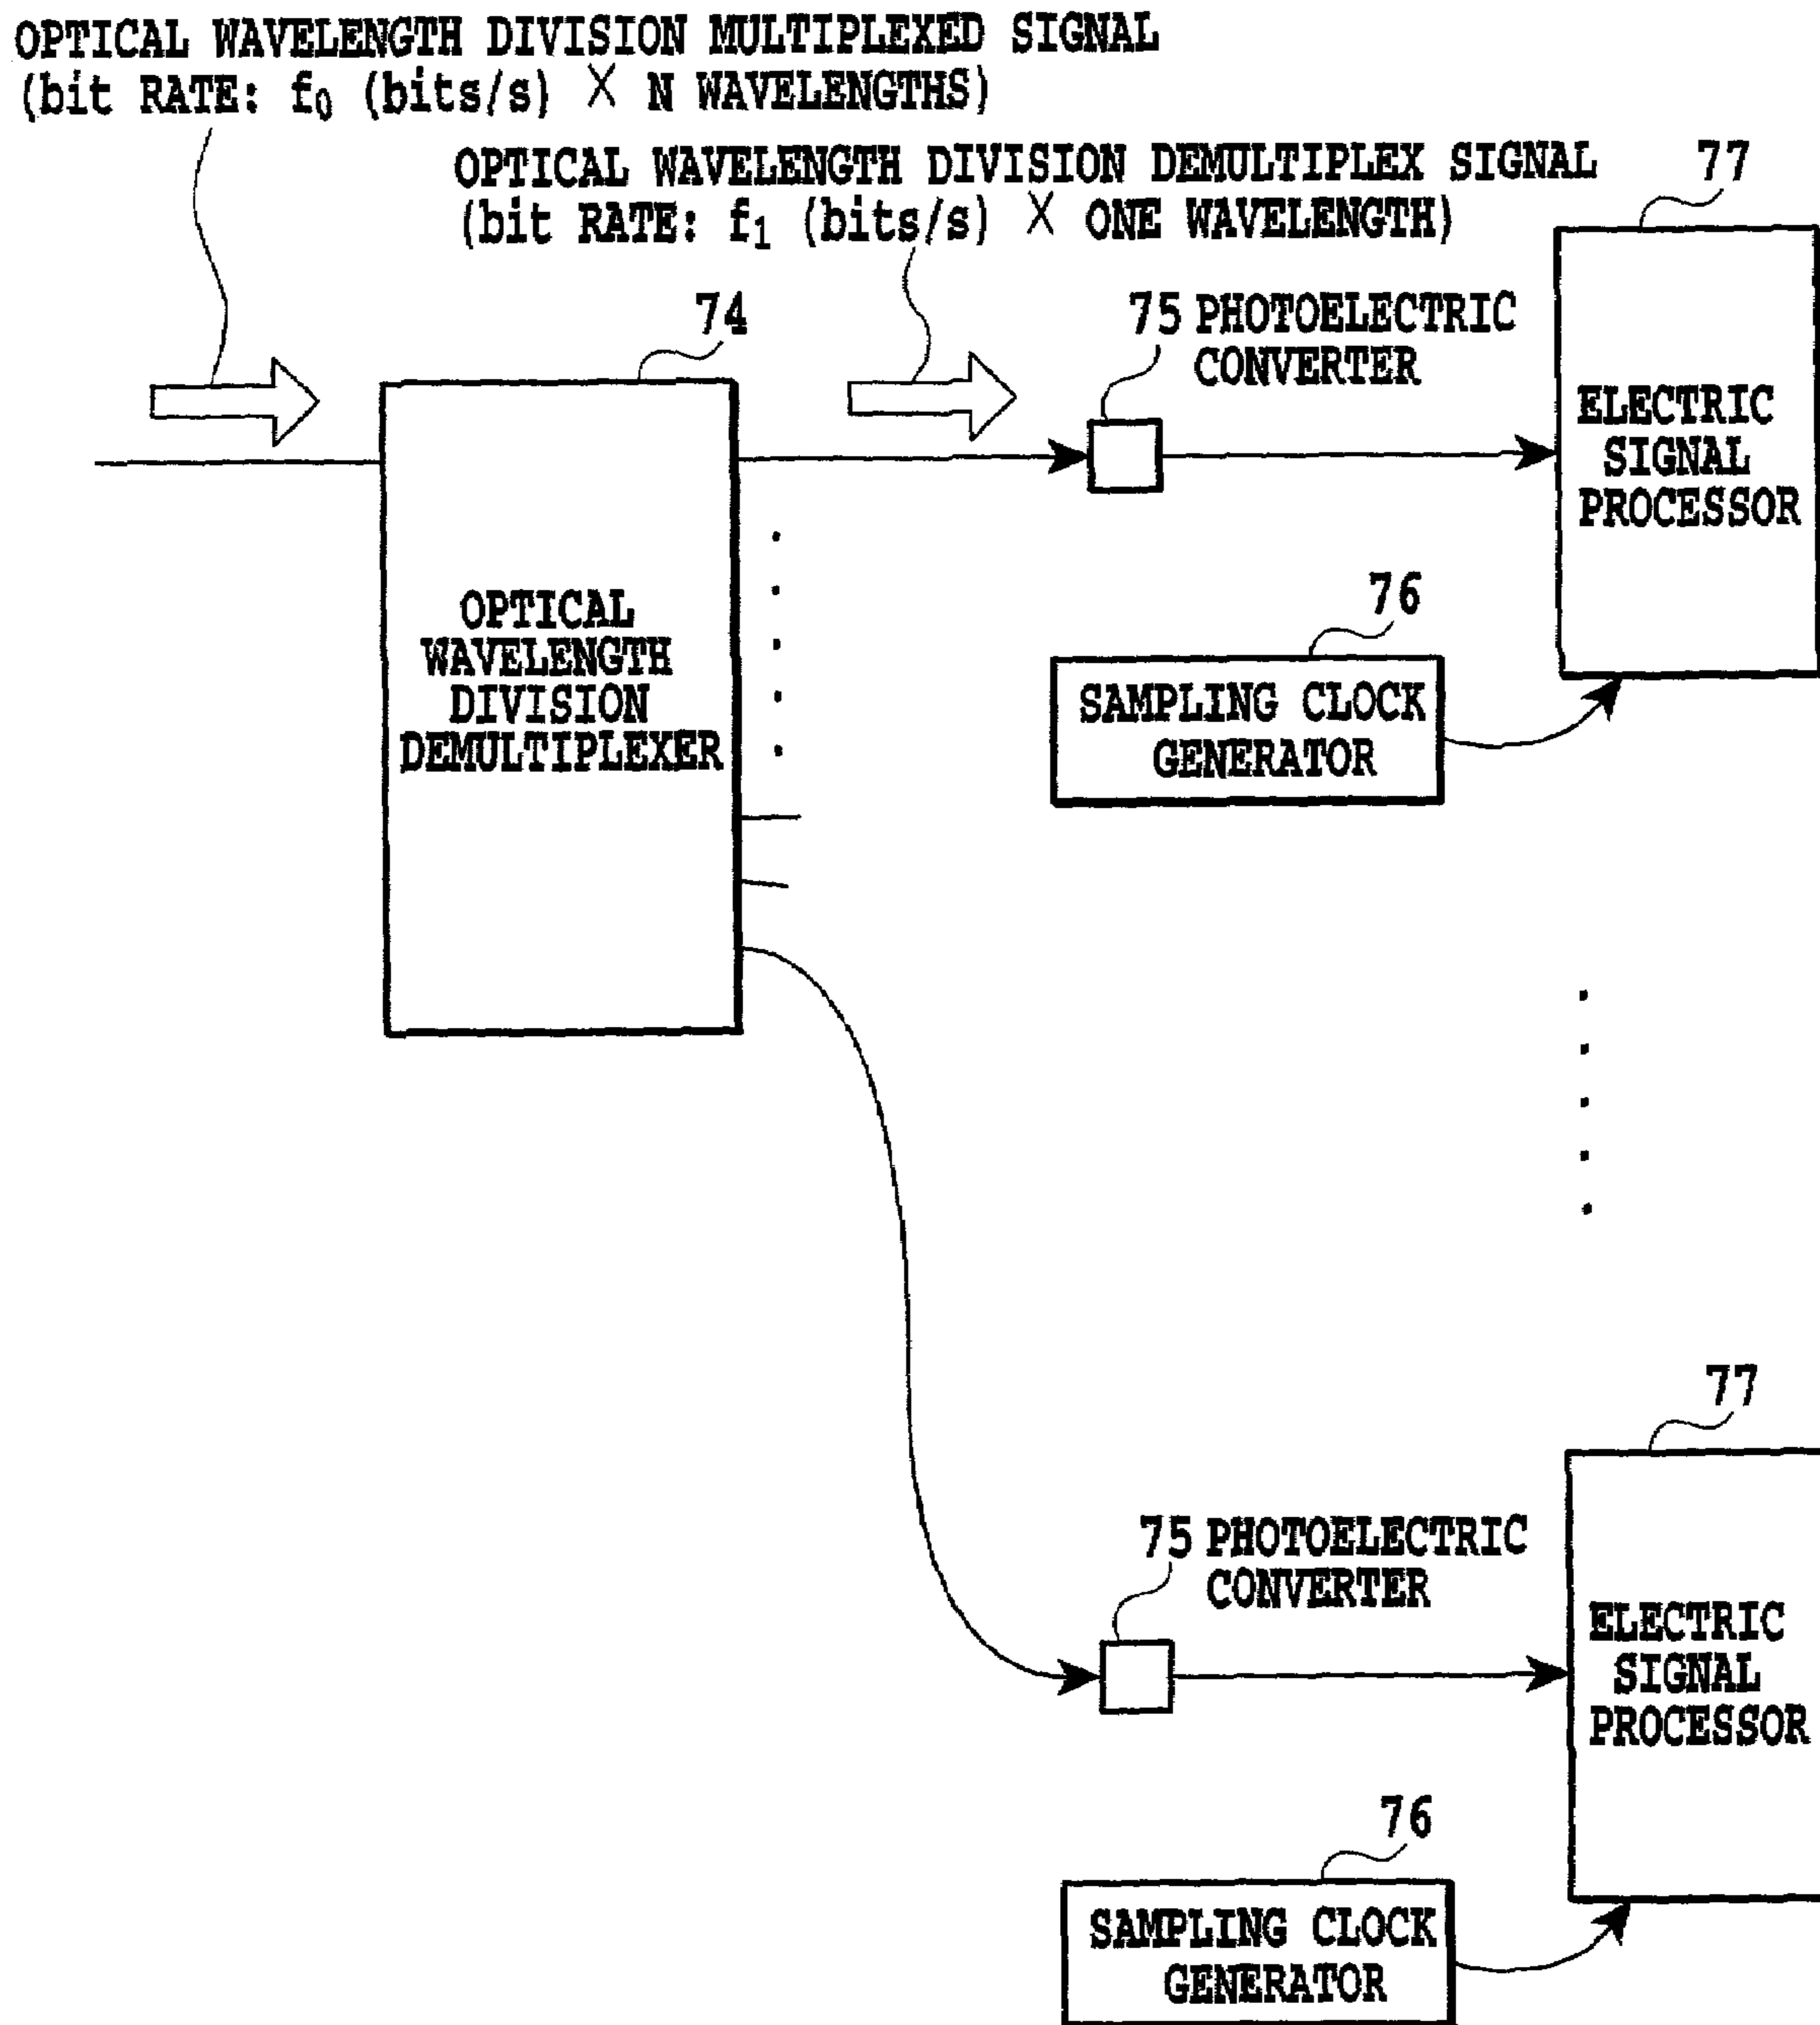 OPTICAL WAVELENGTH DIVISION MULTIPLEXED SIGNAL
(bit RATE: f₀ (bits/s) X N WAVELENGTHS)
OPTICAL WAVELENGTH DIVISION DEMULTIPLEX SIGNAL
(bit RATE: f₁ (bits/s) X ONE WAVELENGTH)
77
74
75 PHOTOELECTRIC
CONVERTER
ELECTRIC
SIGNAL
PROCESSOR
76
OPTICAL
WAVELENGTH
DIVISION
DEMULTIPLEXER
SAMPLING CLOCK
GENERATOR
77
75 PHOTOELECTRIC
CONVERTER
ELECTRIC
SIGNAL
PROCESSOR
76
SAMPLING CLOCK
GENERATOR